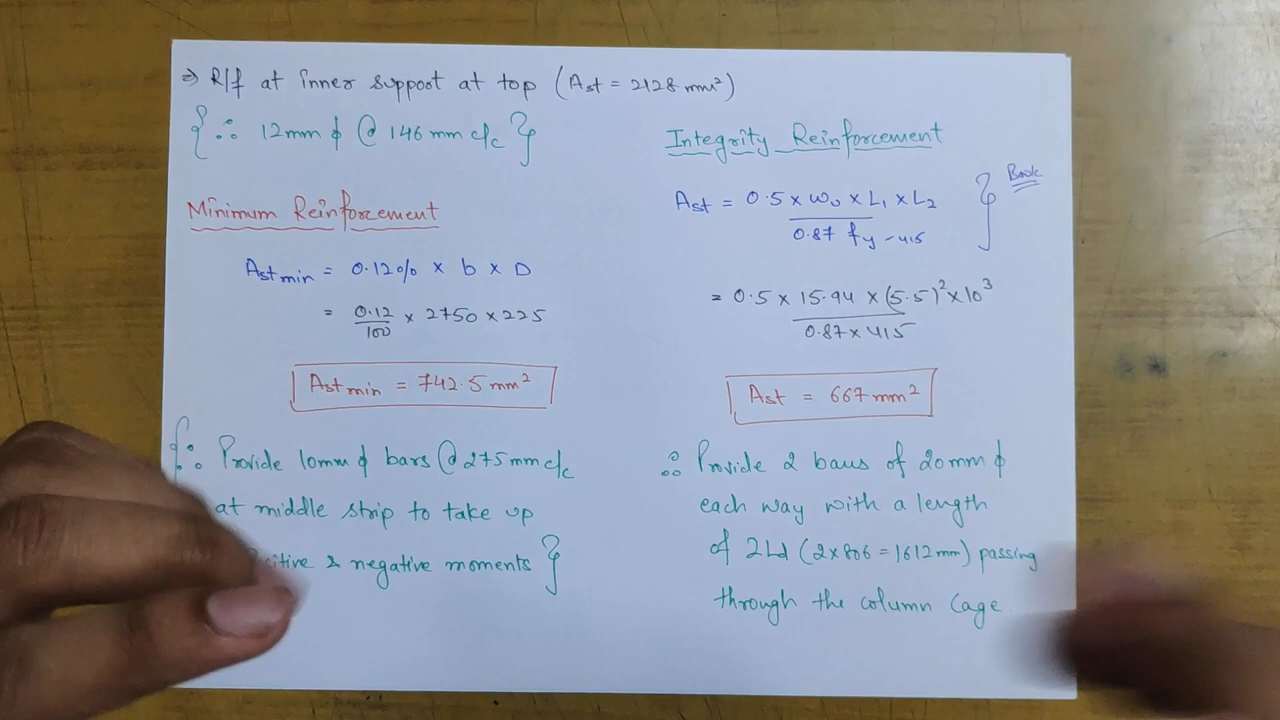 ⇒ R/f at inner support at top (Ast = 2128 mm²)
{∴ 12mm ϕ @ 146 mm c/c}
Minimum Reinforcement
Ast min = 0.12% × b × D
= 0.12/100 × 2750 × 225
Ast min = 742.5 mm²
{∴ Provide 10mm ϕ bars @ 275 mm c/c
at middle strip to take up
& negative moments}
Integrity Reinforcement
Ast = 0.5 × w₀ × L₁ × L₂ / 0.87 fy - 415 } Book
= 0.5 × 15.94 × (5.5)² × 10³ / 0.87 × 415
Ast = 667 mm²
∴ Provide 2 bars of 20mm ϕ
each way with a length
of 2Ld (2×806 = 1612mm) passing
through the column cage.